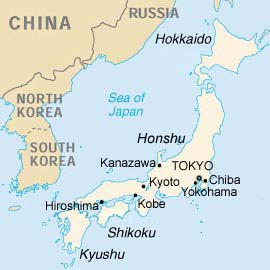 RUSSIA
CHINA
Hokkaido
NORTH
KOREA
Sea of
Japan
SOUTH
KOREA
Honshu
Kanazawa
TOKYO
Kyoto
Chiba
Yokohama
Hiroshima
Kobe
Shikoku
Kyushu